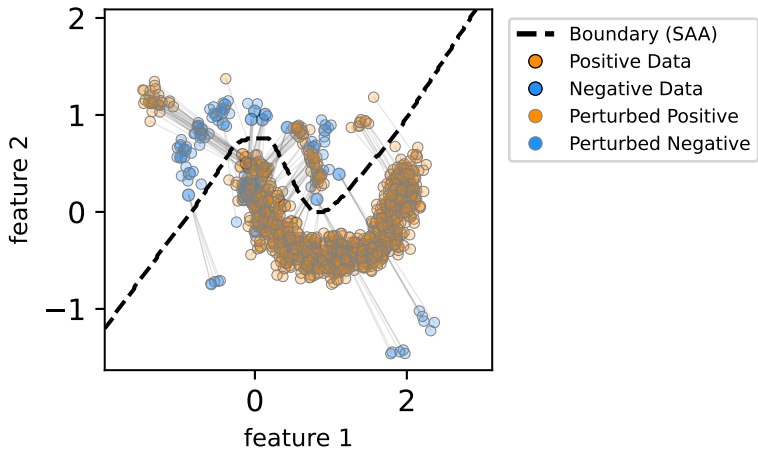 2
1
0
−1
feature 2
0
2
feature 1
Boundary (SAA)
Positive Data
Negative Data
Perturbed Positive
Perturbed Negative